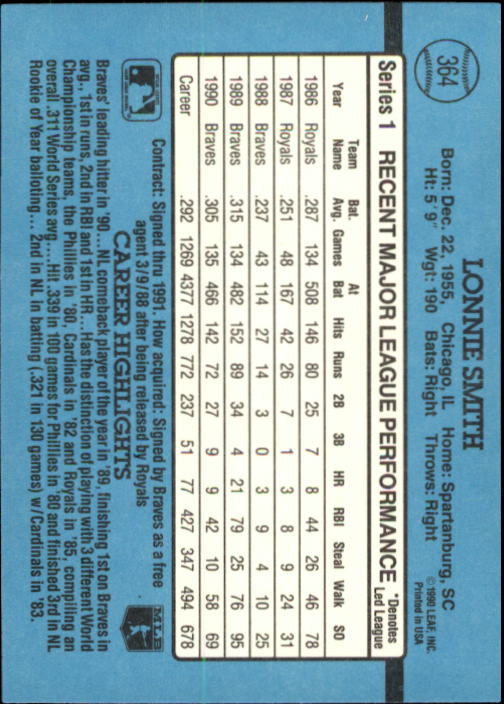 364
LONNIE SMITH
Born: Dec. 22, 1955, Chicago, IL Home: Spartanburg, SC
Ht: 5' 9" Wgt: 190 Bats: Right Throws: Right
© 1990 LEAF, INC.
Printed in USA
Series 1 RECENT MAJOR LEAGUE PERFORMANCE *Denotes Led League
Year Team Name Bat. Avg. Games At Bat Hits Runs 2B 3B HR RBI Steal Walk SO
1986 Royals .287 134 508 146 80 25 7 8 44 26 46 78
1987 Royals .251 48 167 42 26 7 1 3 8 9 24 31
1988 Braves .237 43 114 27 14 3 0 3 9 4 10 25
1989 Braves .315 134 482 152 89 34 4 21 79 25 76 95
1990 Braves .305 135 466 142 72 27 9 9 42 10 58 69
Career .292 1269 4377 1278 772 237 51 77 427 347 494 678
Contract: Signed thru 1991. How acquired: Signed by Braves as a free
agent 3/9/88 after being released by Royals
CAREER HIGHLIGHTS
MLB
Braves' leading hitter in '90... NL comeback player of the year in '89, finishing 1st on Braves in
avg., 1st in runs, 2nd in RBI and 1st in HR... Has the distinction of playing with 3 different World
Championship teams, the Phillies in '80, Cardinals in '82 and Royals in '85, compiling an
overall .311 World Series avg.... Hit .339 in 100 games for Phillies in '80 and finished 3rd in NL
Rookie of Year balloting... 2nd in NL in batting (.321 in 130 games) w/Cardinals in '83.